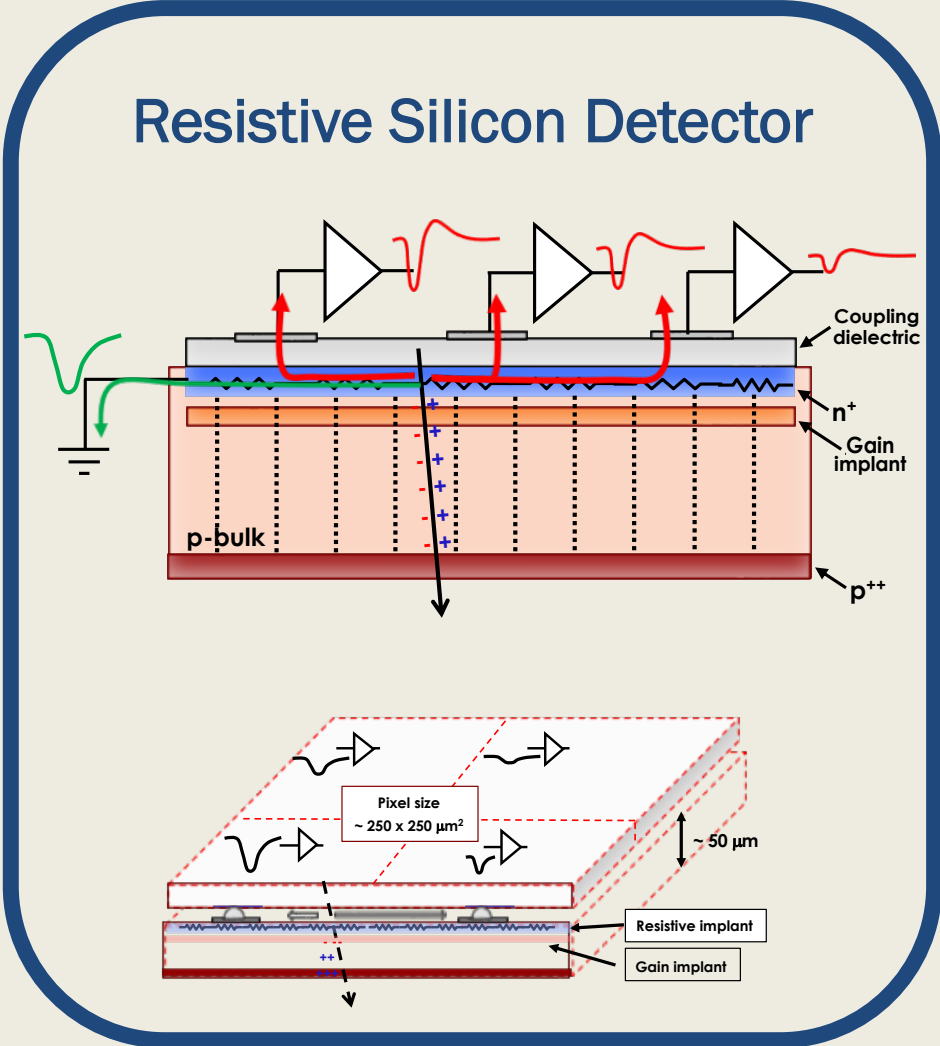 Resistive Silicon Detector
Coupling
dielectric
n⁺
Gain
implant
p-bulk
p⁺⁺
Pixel size
~ 250 x 250 μm²
~ 50 μm
Resistive implant
Gain implant